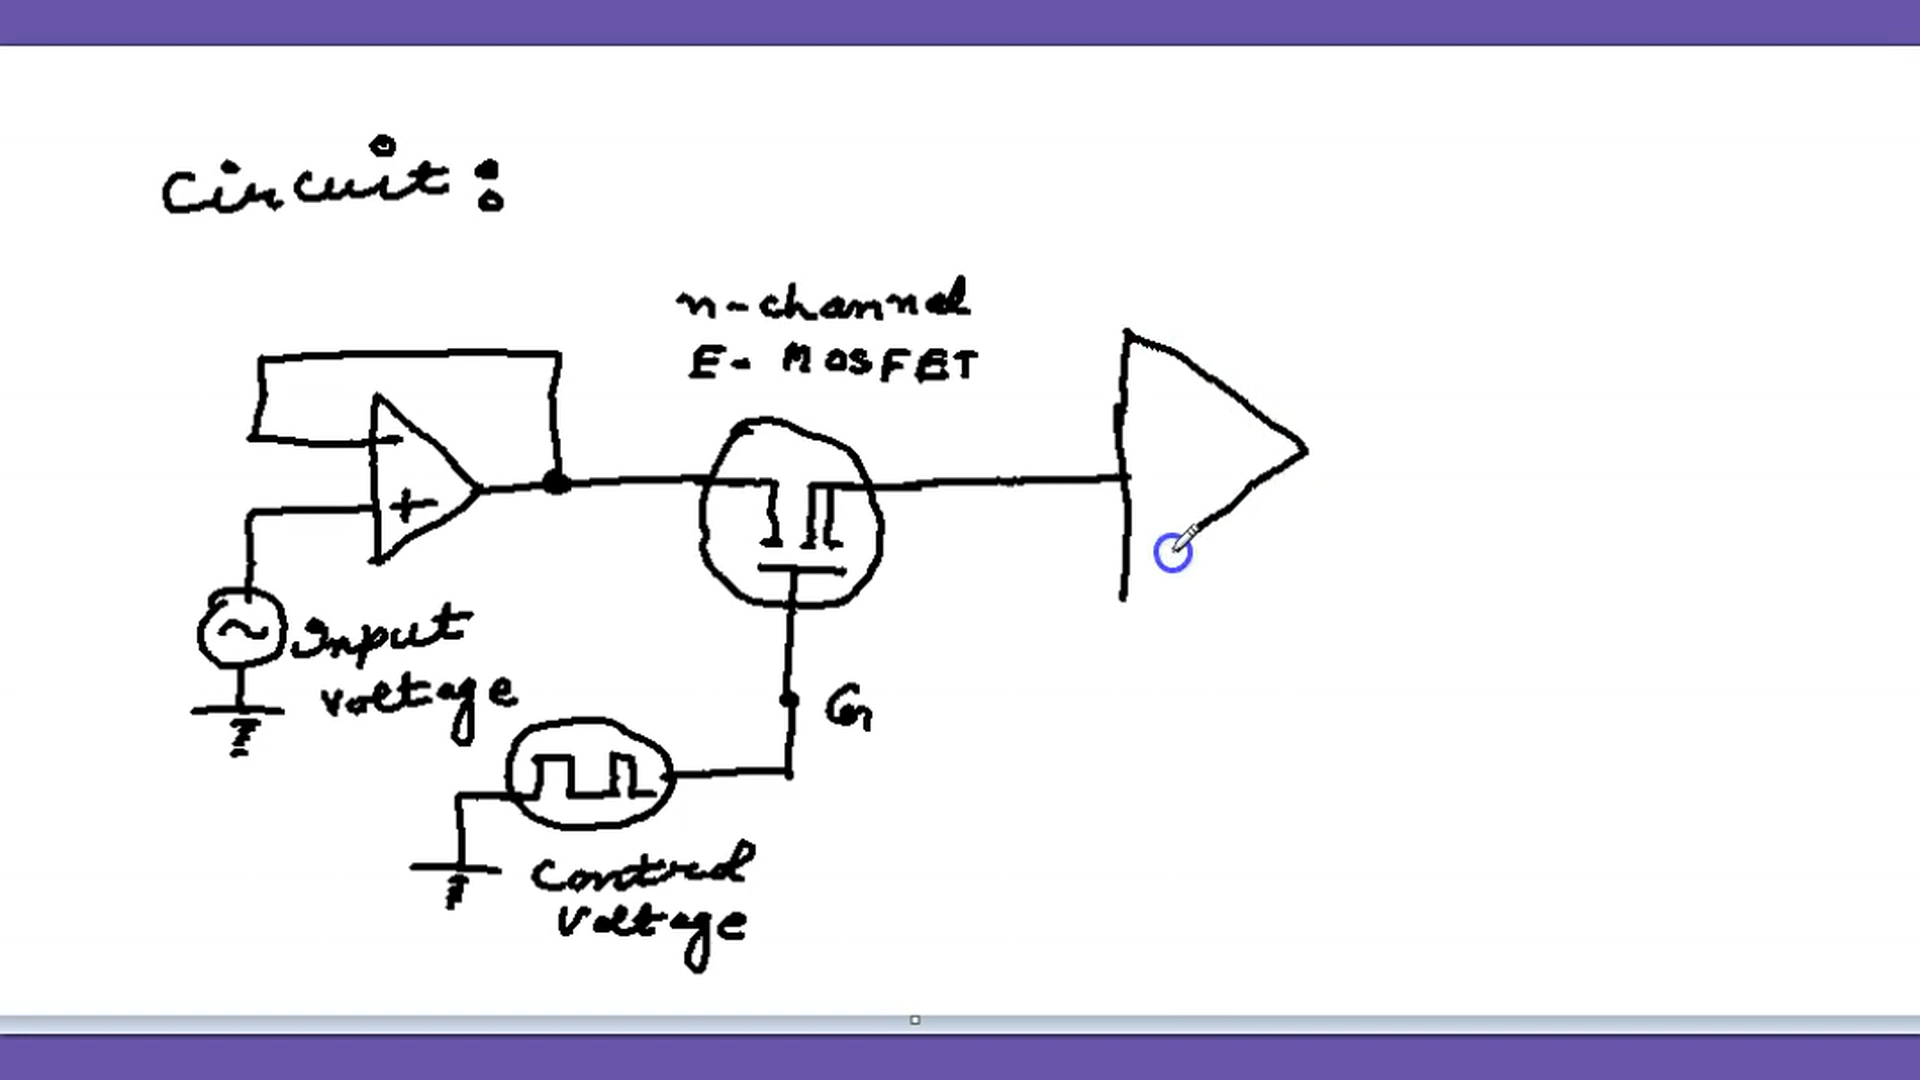 Circuit:
n-channel
E- MOSFET
-
+
Input
voltage
G
Control
Voltage